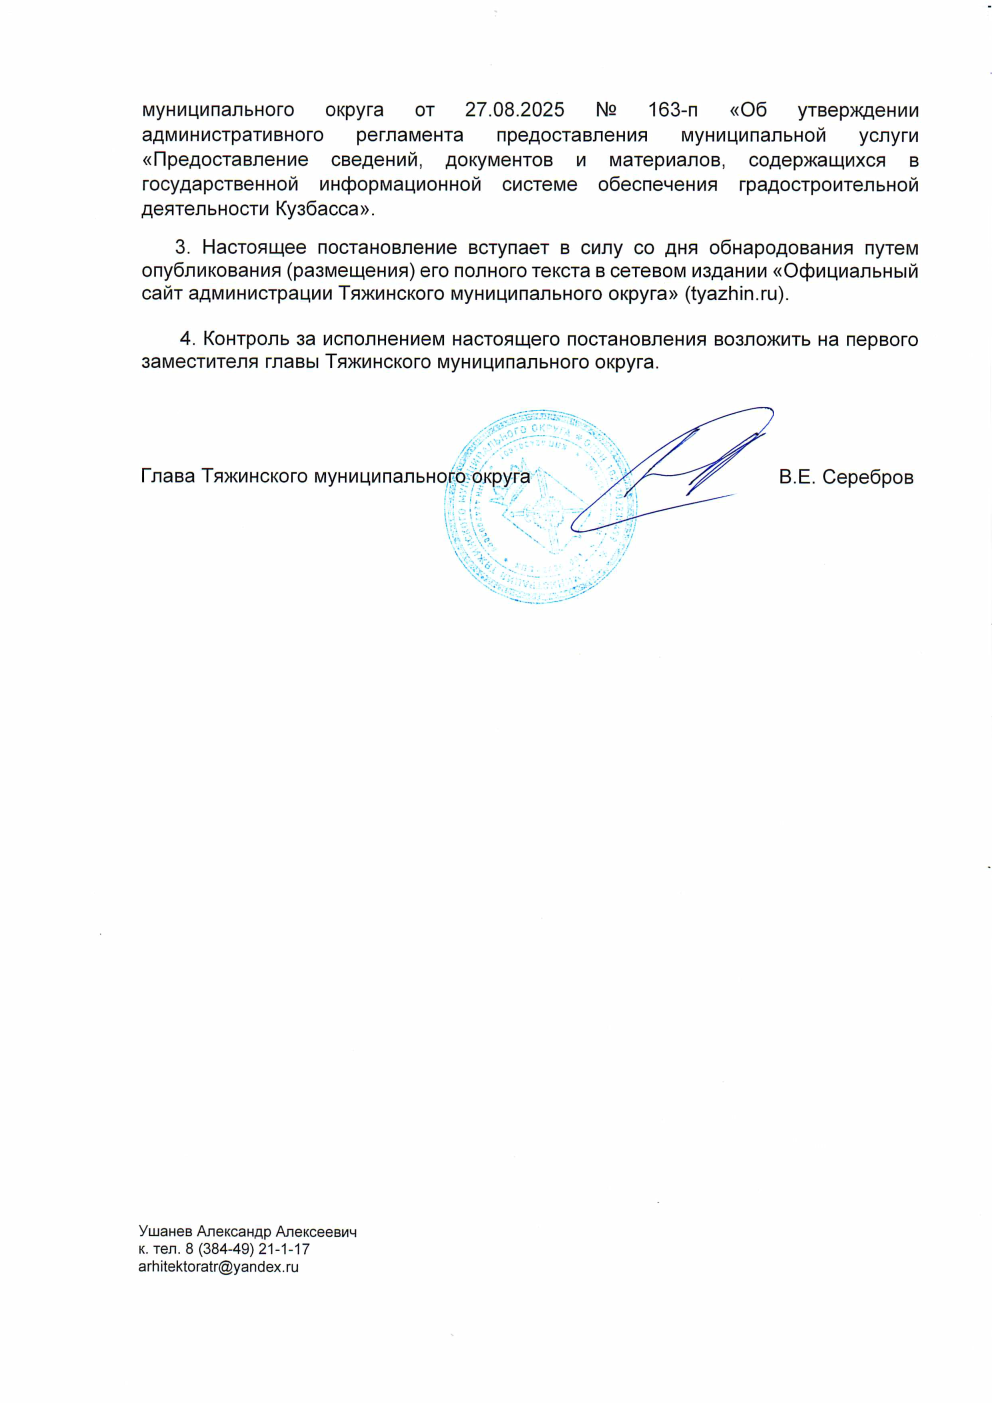 муниципального округа от 27.08.2025 № 163-п «Об утверждении
административного регламента предоставления муниципальной услуги
«Предоставление сведений, документов и материалов, содержащихся в
государственной информационной системе обеспечения градостроительной
деятельности Кузбасса».
3. Настоящее постановление вступает в силу со дня обнародования путем
опубликования (размещения) его полного текста в сетевом издании «Официальный
сайт администрации Тяжинского муниципального округа» (tyazhin.ru).
4. Контроль за исполнением настоящего постановления возложить на первого
заместителя главы Тяжинского муниципального округа.
Глава Тяжинского муниципального округа В.Е. Серебров
Ушанев Александр Алексеевич
к. тел. 8 (384-49) 21-1-17
arhitektoratr@yandex.ru